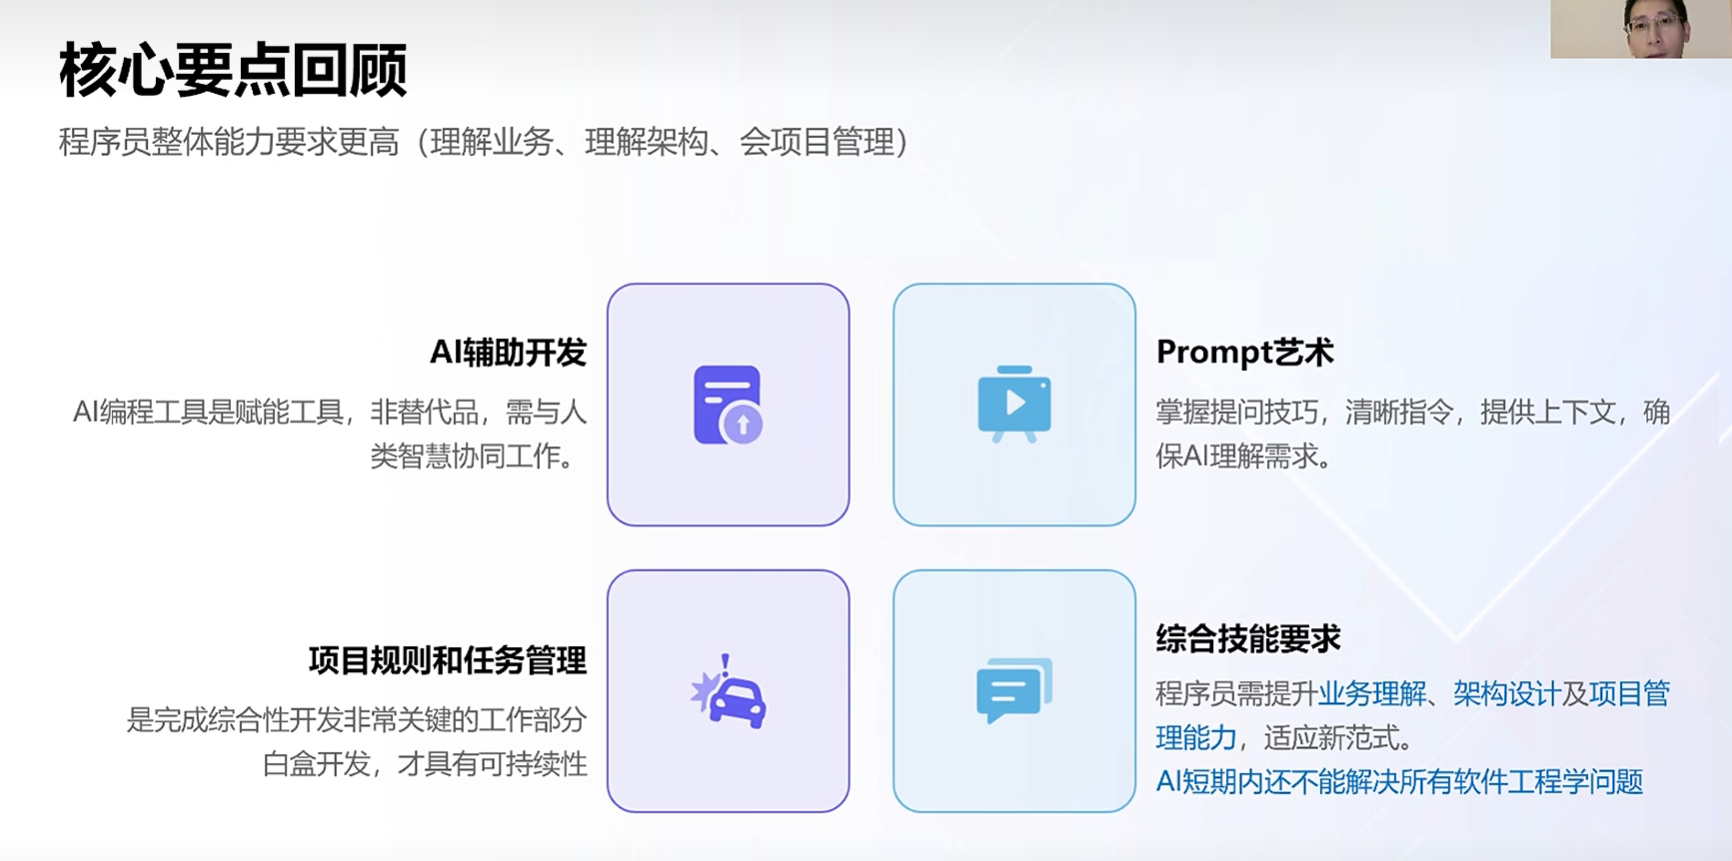 核心要点回顾
程序员整体能力要求更高（理解业务、理解架构、会项目管理）
AI辅助开发
AI编程工具是赋能工具，非替代品，需与人
类智慧协同工作。
Prompt艺术
掌握提问技巧，清晰指令，提供上下文，确
保AI理解需求。
项目规则和任务管理
是完成综合性开发非常关键的工作部分
白盒开发，才具有可持续性
综合技能要求
程序员需提升业务理解、架构设计及项目管
理能力，适应新范式。
AI短期内还不能解决所有软件工程学问题